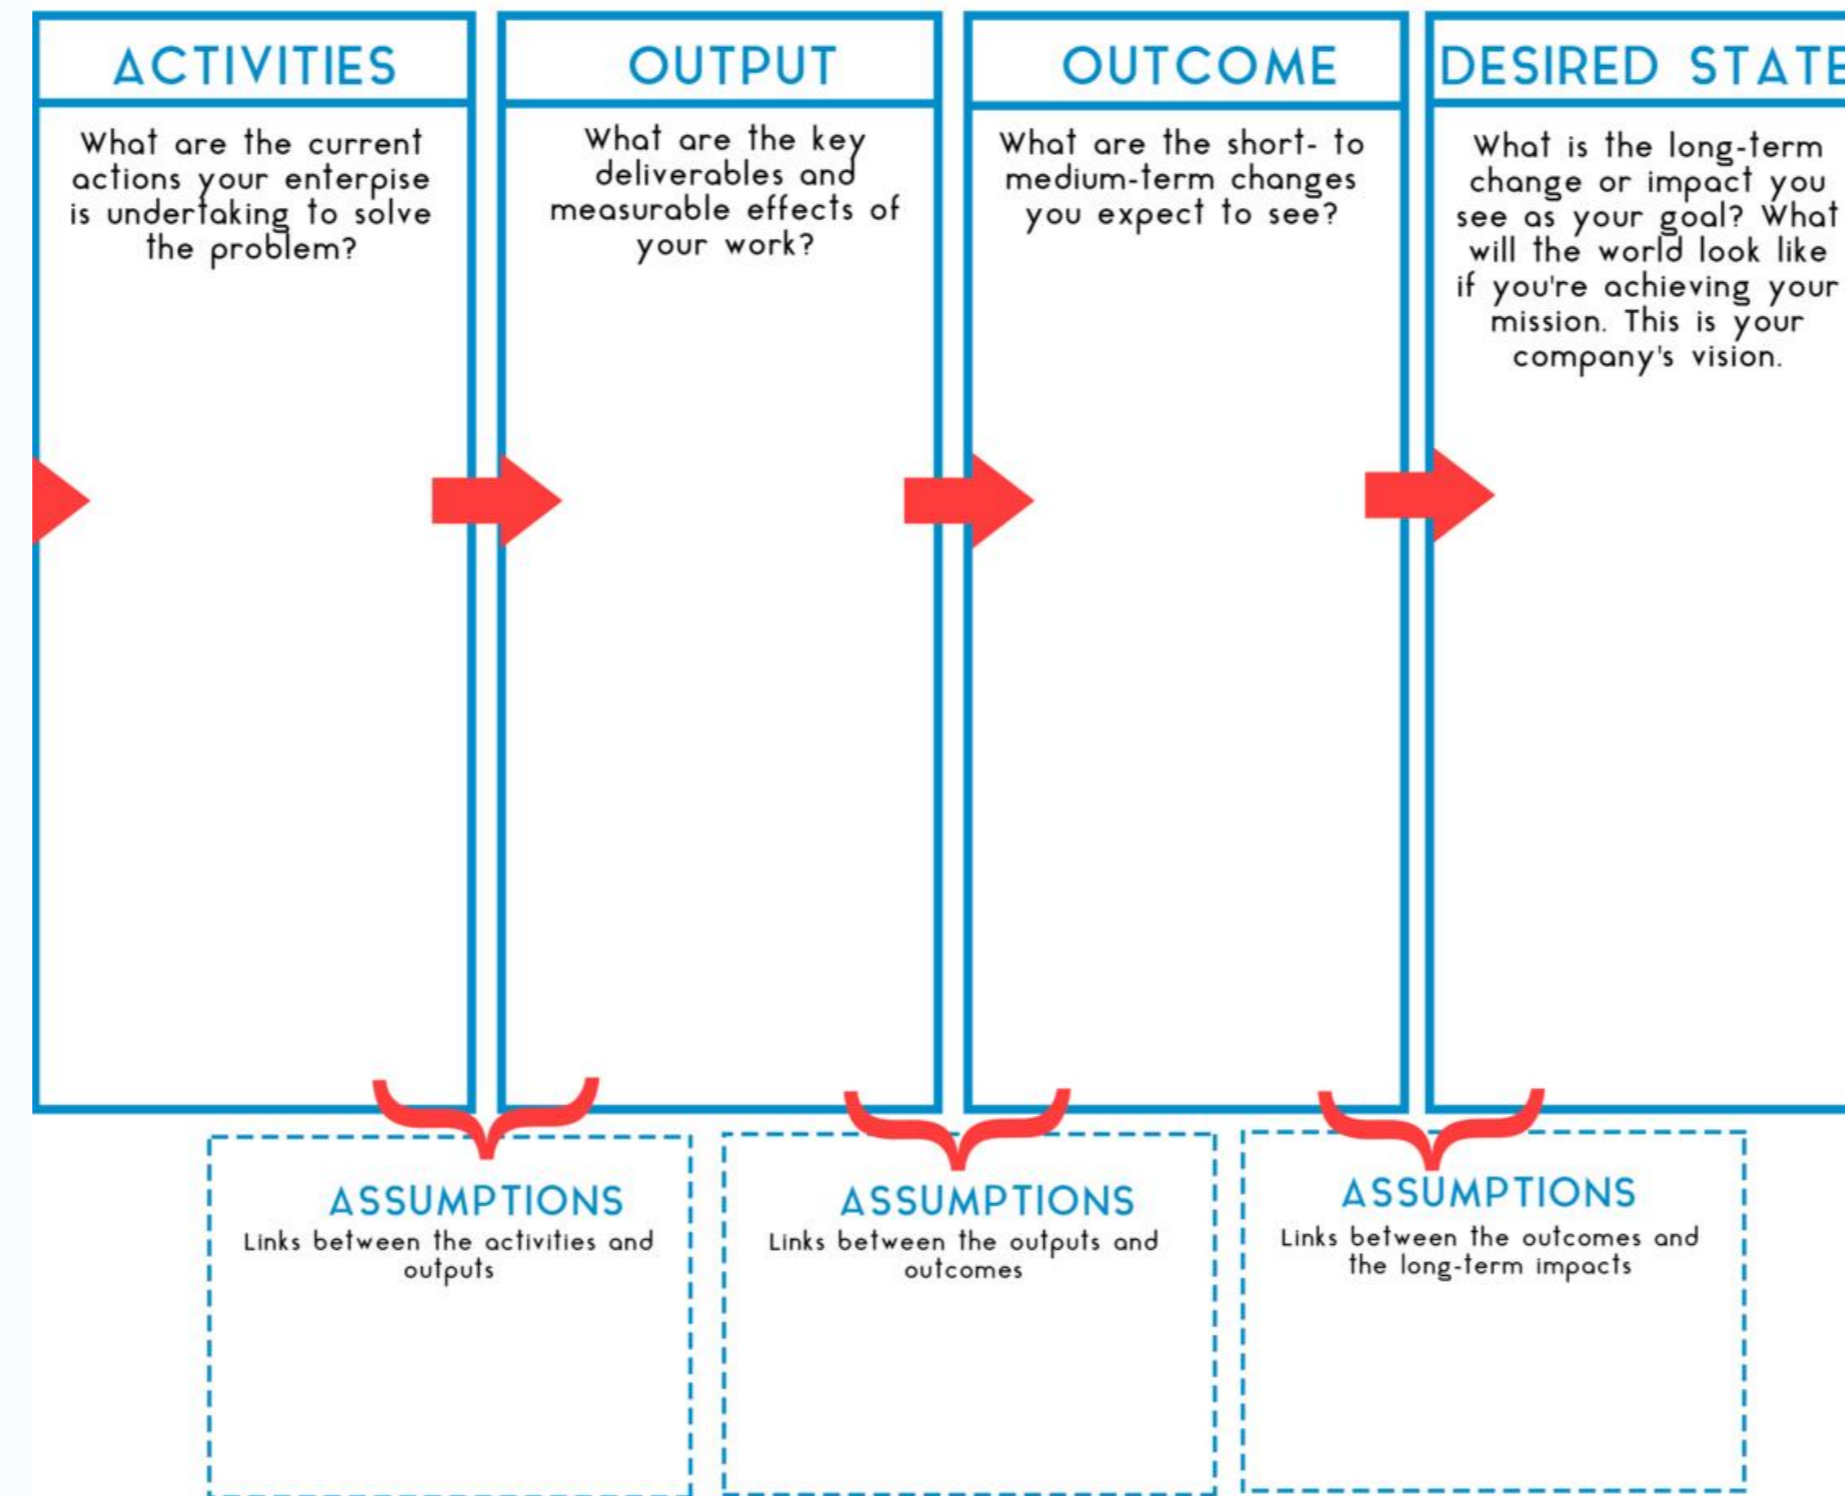 ACTIVITIES
What are the current
actions your enterpise
is undertaking to solve
the problem?
OUTPUT
What are the key
deliverables and
measurable effects of
your work?
OUTCOME
What are the short- to
medium-term changes
you expect to see?
DESIRED STATE
What is the long-term
change or impact you
see as your goal? What
will the world look like
if you're achieving your
mission. This is your
company's vision.
ASSUMPTIONS
Links between the activities and
outputs
ASSUMPTIONS
Links between the outputs and
outcomes
ASSUMPTIONS
Links between the outcomes and
the long-term impacts